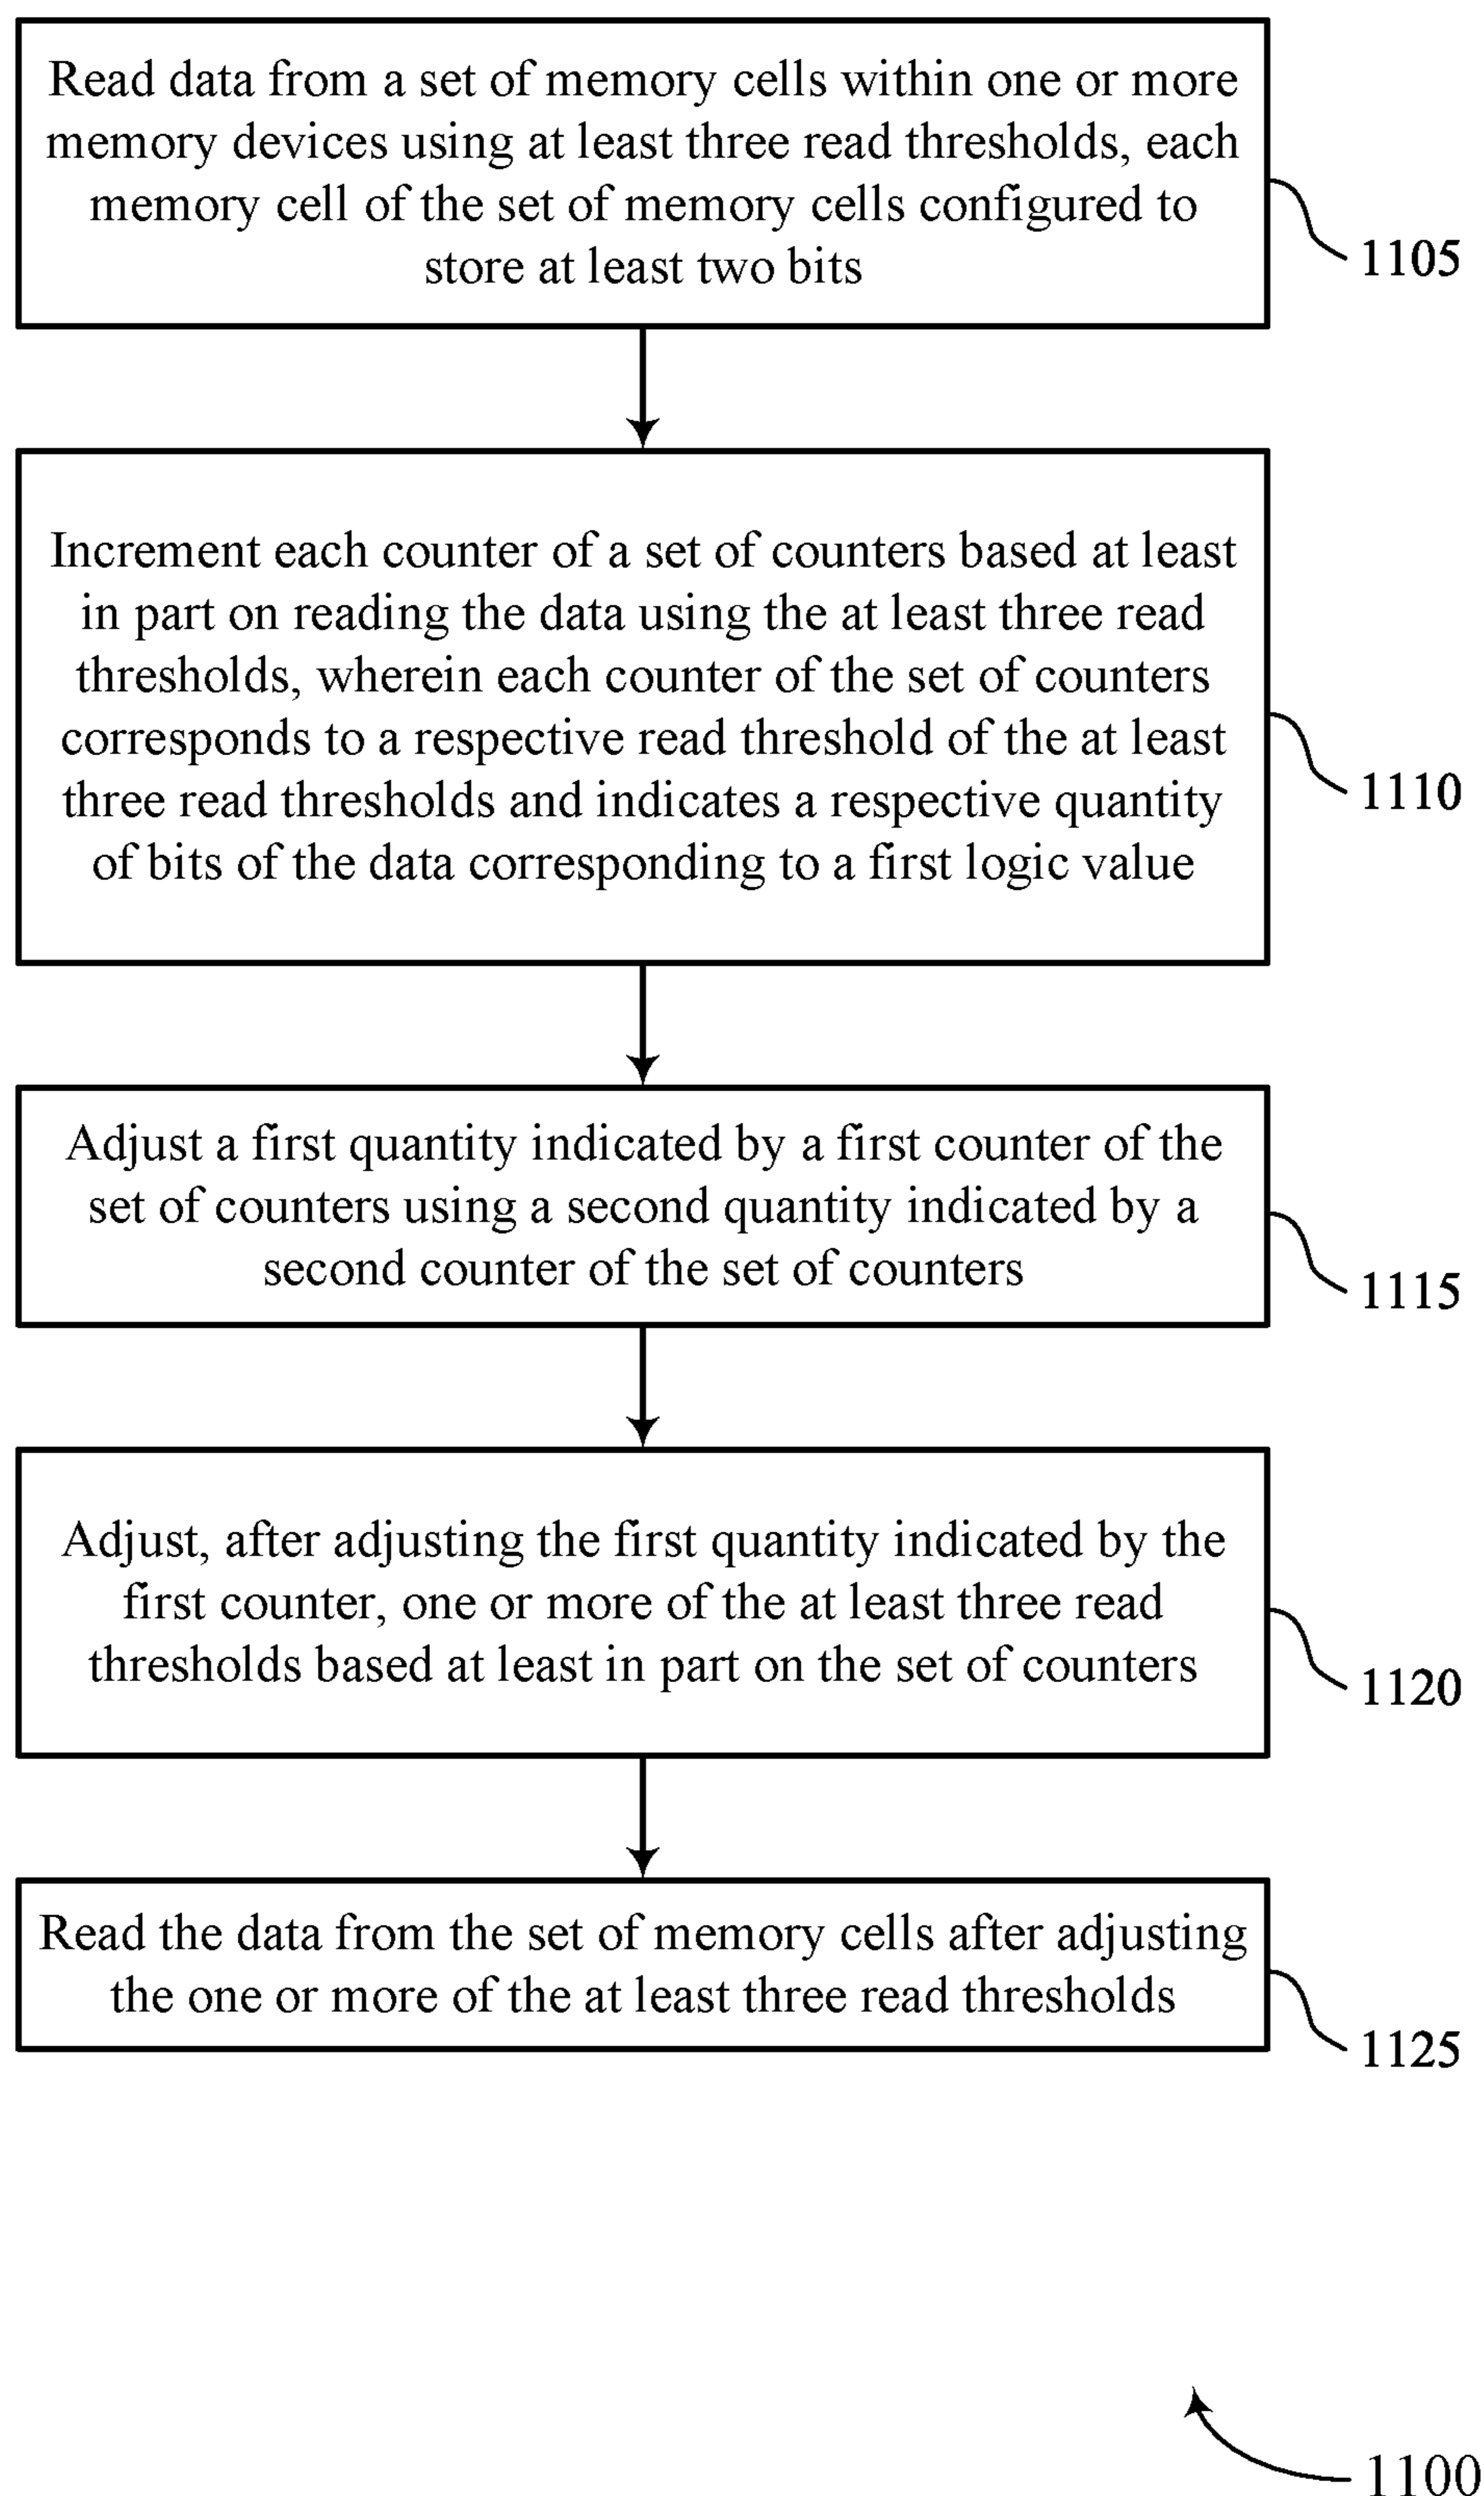 Read data from a set of memory cells within one or more
memory devices using at least three read thresholds, each
memory cell of the set of memory cells configured to
store at least two bits
1105
Increment each counter of a set of counters based at least
in part on reading the data using the at least three read
thresholds, wherein each counter of the set of counters
corresponds to a respective read threshold of the at least
three read thresholds and indicates a respective quantity
of bits of the data corresponding to a first logic value
1110
Adjust a first quantity indicated by a first counter of the
set of counters using a second quantity indicated by a
second counter of the set of counters
1115
Adjust, after adjusting the first quantity indicated by the
first counter, one or more of the at least three read
thresholds based at least in part on the set of counters
1120
Read the data from the set of memory cells after adjusting
the one or more of the at least three read thresholds
1125
1100